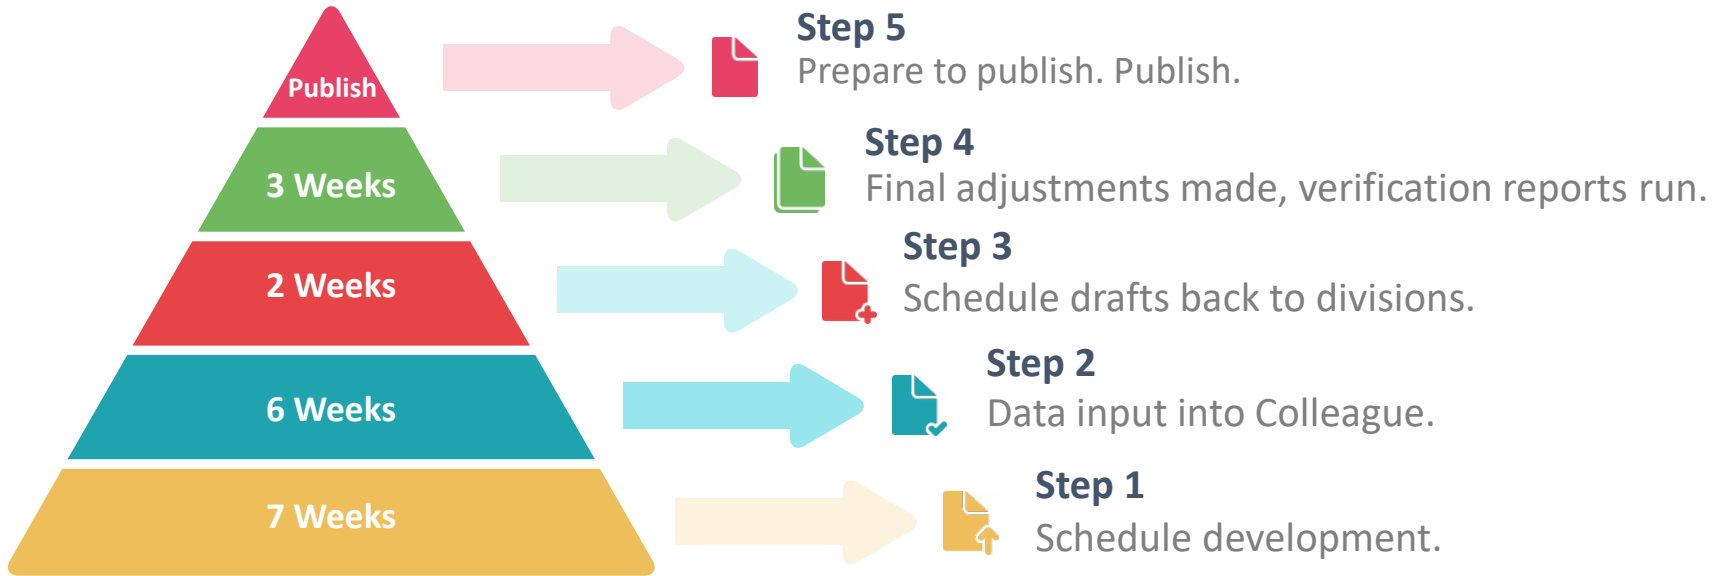 Publish
Step 5
Prepare to publish. Publish.
3 Weeks
Step 4
Final adjustments made, verification reports run.
2 Weeks
Step 3
Schedule drafts back to divisions.
6 Weeks
Step 2
Data input into Colleague.
7 Weeks
Step 1
Schedule development.